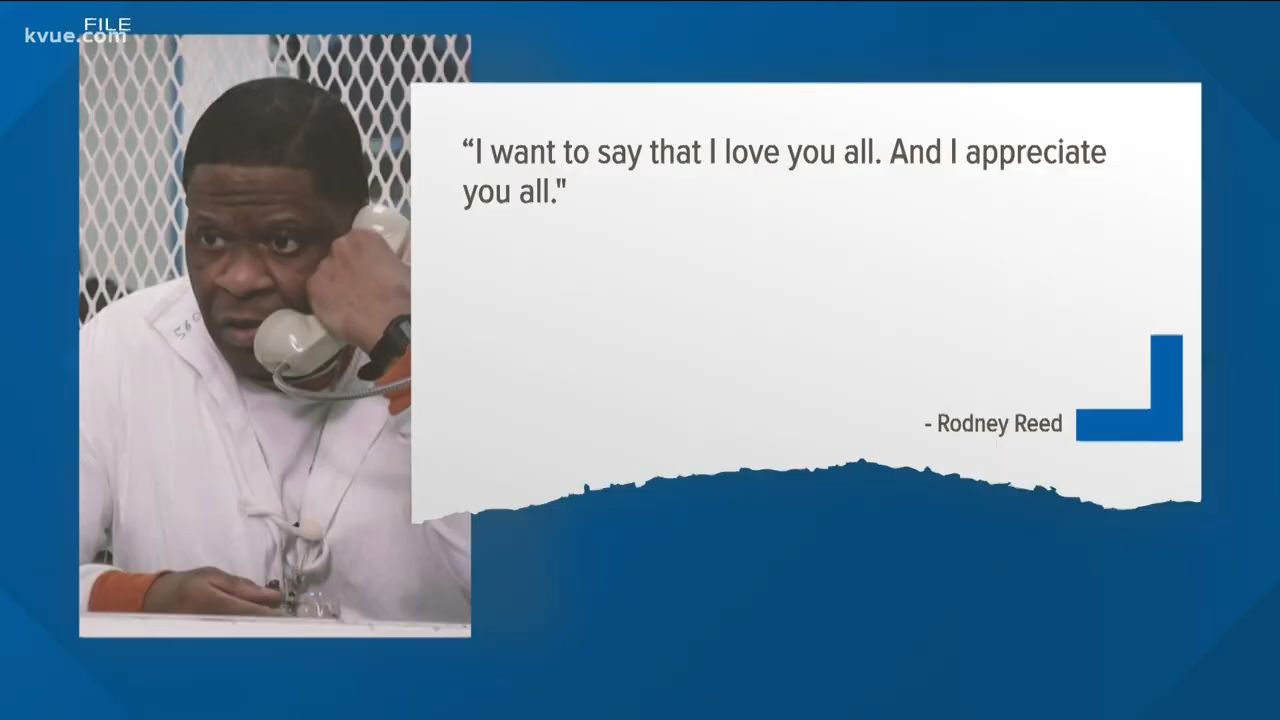 FILE
kvue.com
“I want to say that I love you all. And I appreciate
you all."
- Rodney Reed